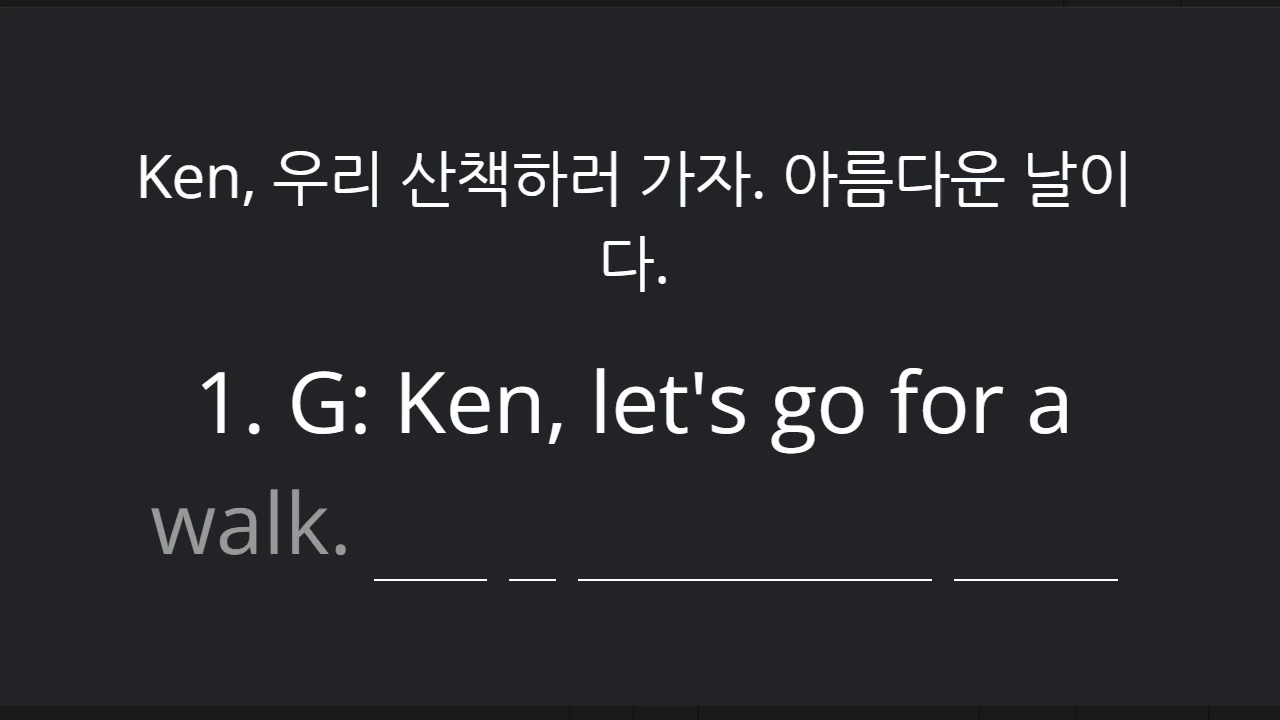 Ken, 우리 산책하러 가자. 아름다운 날이
다.
1. G: Ken, let's go for a
walk.